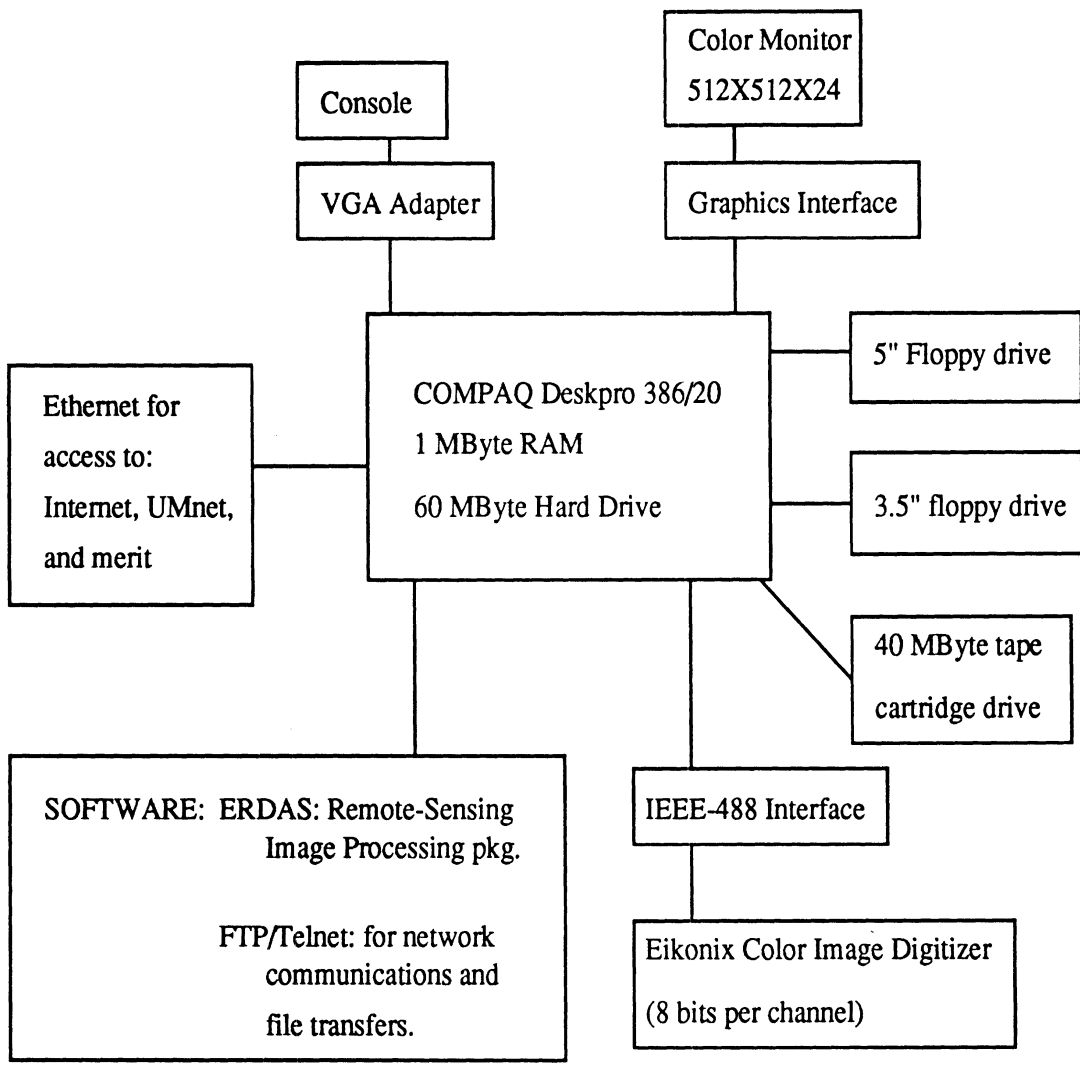 Color Monitor
512X512X24
Console
VGA Adapter
Graphics Interface
5" Floppy drive
COMPAQ Deskpro 386/20
1 MByte RAM
60 MByte Hard Drive
Ethernet for
access to:
Internet, UMnet,
and merit
3.5" floppy drive
40 MByte tape
cartridge drive
SOFTWARE: ERDAS: Remote-Sensing
Image Processing pkg.
FTP/Telnet: for network
communications and
file transfers.
IEEE-488 Interface
Eikonix Color Image Digitizer
(8 bits per channel)